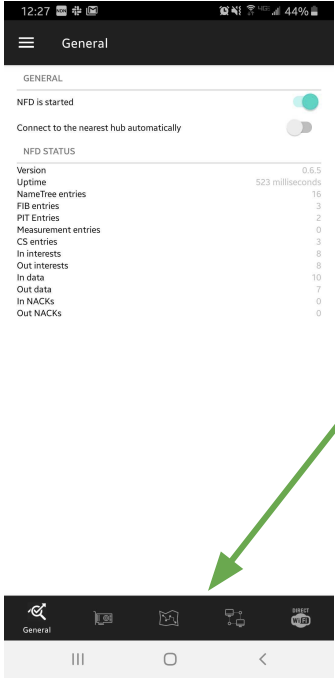 12:27 44%
General
GENERAL
NFD is started
Connect to the nearest hub automatically
NFD STATUS
Version 0.6.5
Uptime 523 milliseconds
NameTree entries 16
FIB entries 3
PIT Entries 2
Measurement entries 0
CS entries 3
In interests 8
Out interests 8
In data 10
Out data 7
In NACKs 0
Out NACKs 0
General
DIRECT
WiFi